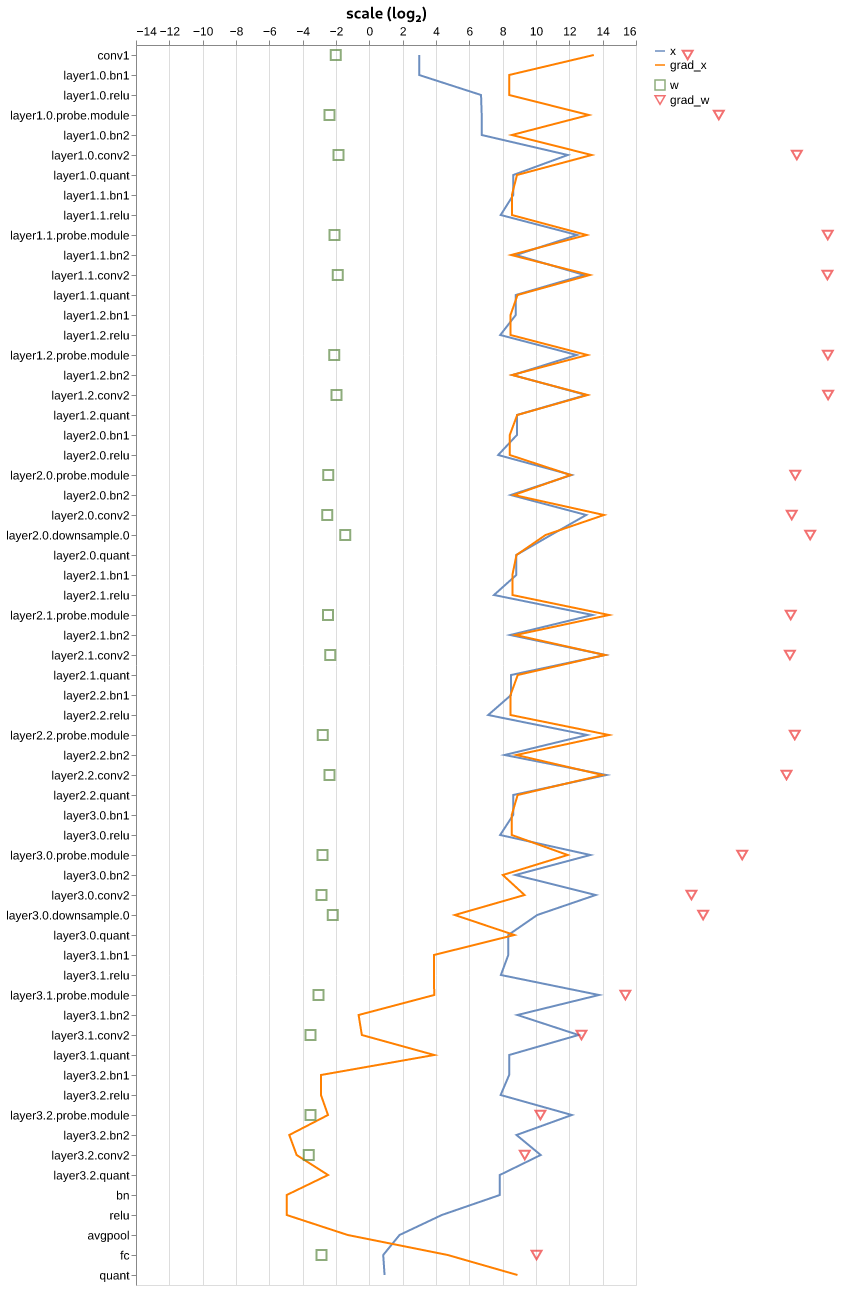 scale (log₂)
−14 −12 −10 −8 −6 −4 −2 0 2 4 6 8 10 12 14 16
x
grad_x
w
grad_w
conv1
layer1.0.bn1
layer1.0.relu
layer1.0.probe.module
layer1.0.bn2
layer1.0.conv2
layer1.0.quant
layer1.1.bn1
layer1.1.relu
layer1.1.probe.module
layer1.1.bn2
layer1.1.conv2
layer1.1.quant
layer1.2.bn1
layer1.2.relu
layer1.2.probe.module
layer1.2.bn2
layer1.2.conv2
layer1.2.quant
layer2.0.bn1
layer2.0.relu
layer2.0.probe.module
layer2.0.bn2
layer2.0.conv2
layer2.0.downsample.0
layer2.0.quant
layer2.1.bn1
layer2.1.relu
layer2.1.probe.module
layer2.1.bn2
layer2.1.conv2
layer2.1.quant
layer2.2.bn1
layer2.2.relu
layer2.2.probe.module
layer2.2.bn2
layer2.2.conv2
layer2.2.quant
layer3.0.bn1
layer3.0.relu
layer3.0.probe.module
layer3.0.bn2
layer3.0.conv2
layer3.0.downsample.0
layer3.0.quant
layer3.1.bn1
layer3.1.relu
layer3.1.probe.module
layer3.1.bn2
layer3.1.conv2
layer3.1.quant
layer3.2.bn1
layer3.2.relu
layer3.2.probe.module
layer3.2.bn2
layer3.2.conv2
layer3.2.quant
bn
relu
avgpool
fc
quant